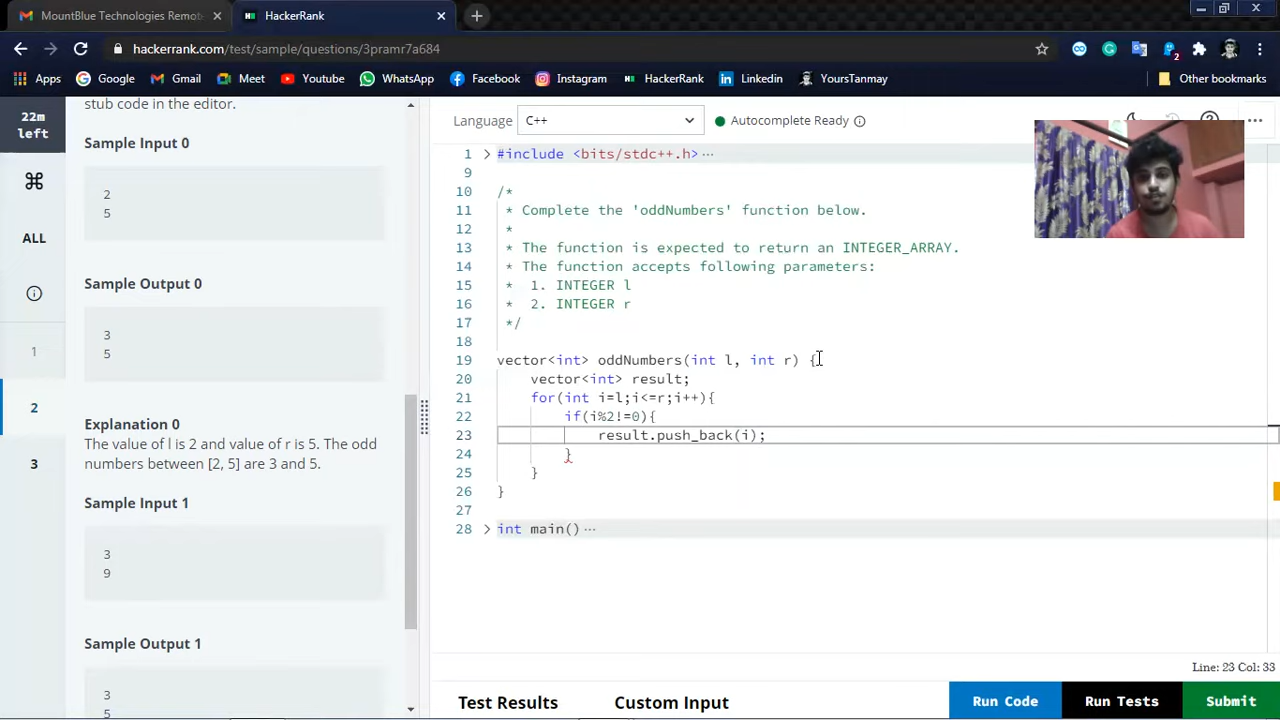 MountBlue Technologies Remote
HackerRank
hackerrank.com/test/sample/questions/3pramr7a684
2
Apps
Google
Gmail
Meet
Youtube
WhatsApp
Facebook
Instagram
HackerRank
Linkedin
YoursTanmay
Other bookmarks
22m
left
ALL
1
2
3
stub code in the editor.
Sample Input 0
2
5
Sample Output 0
3
5
Explanation 0
The value of l is 2 and value of r is 5. The odd
numbers between [2, 5] are 3 and 5.
Sample Input 1
3
9
Sample Output 1
3
5
Language C++ Autocomplete Ready
1 #include <bits/stdc++.h> ...
9
10 /*
11 * Complete the 'oddNumbers' function below.
12 *
13 * The function is expected to return an INTEGER_ARRAY.
14 * The function accepts following parameters:
15 * 1. INTEGER l
16 * 2. INTEGER r
17 */
18
19 vector<int> oddNumbers(int l, int r) {
20 vector<int> result;
21 for(int i=l;i<=r;i++){
22 if(i%2!=0){
23 result.push_back(i);
24 }
25 }
26 }
27
28 int main() ...
Line: 23 Col: 33
Test Results
Custom Input
Run Code
Run Tests
Submit